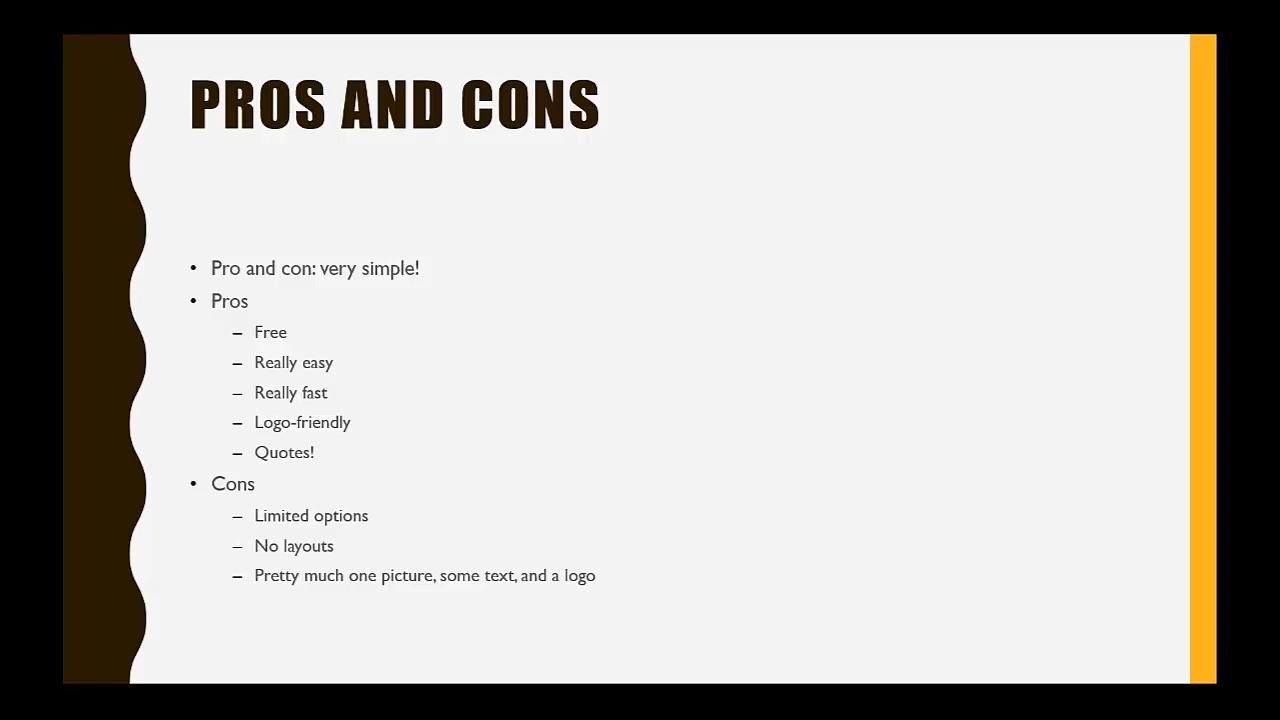 PROS AND CONS
• Pro and con: very simple!
• Pros
– Free
– Really easy
– Really fast
– Logo-friendly
– Quotes!
• Cons
– Limited options
– No layouts
– Pretty much one picture, some text, and a logo